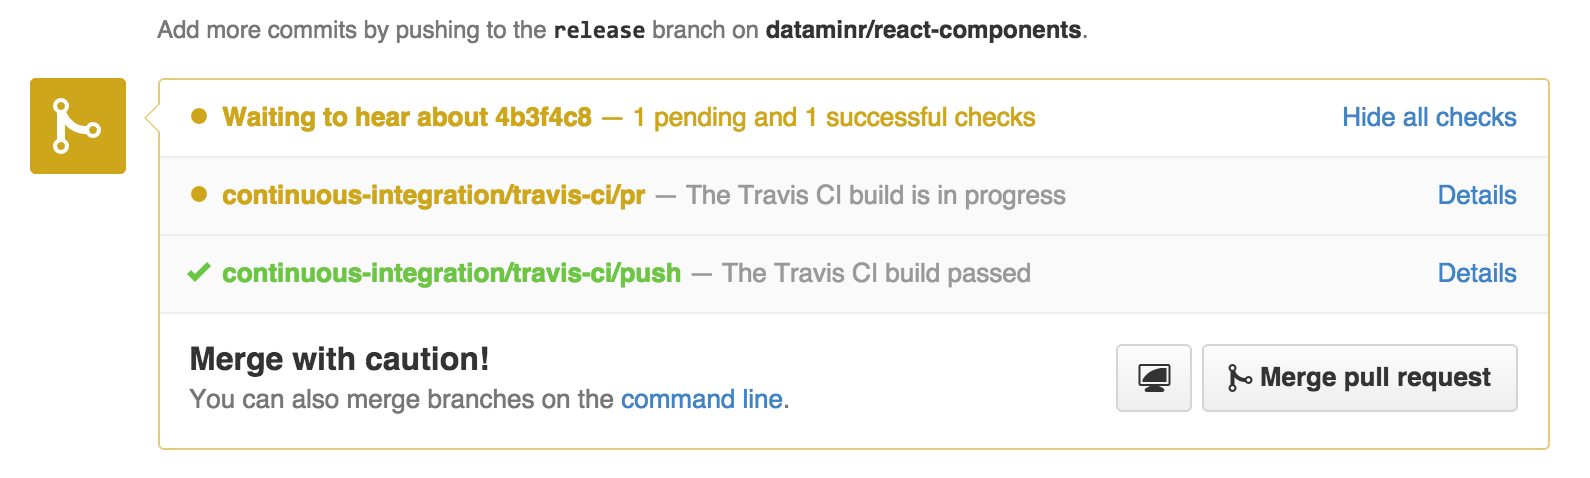 Add more commits by pushing to the release branch on dataminr/react-components.
Waiting to hear about 4b3f4c8 — 1 pending and 1 successful checks Hide all checks
continuous-integration/travis-ci/pr — The Travis CI build is in progress Details
continuous-integration/travis-ci/push — The Travis CI build passed Details
Merge with caution!
You can also merge branches on the command line.
Merge pull request